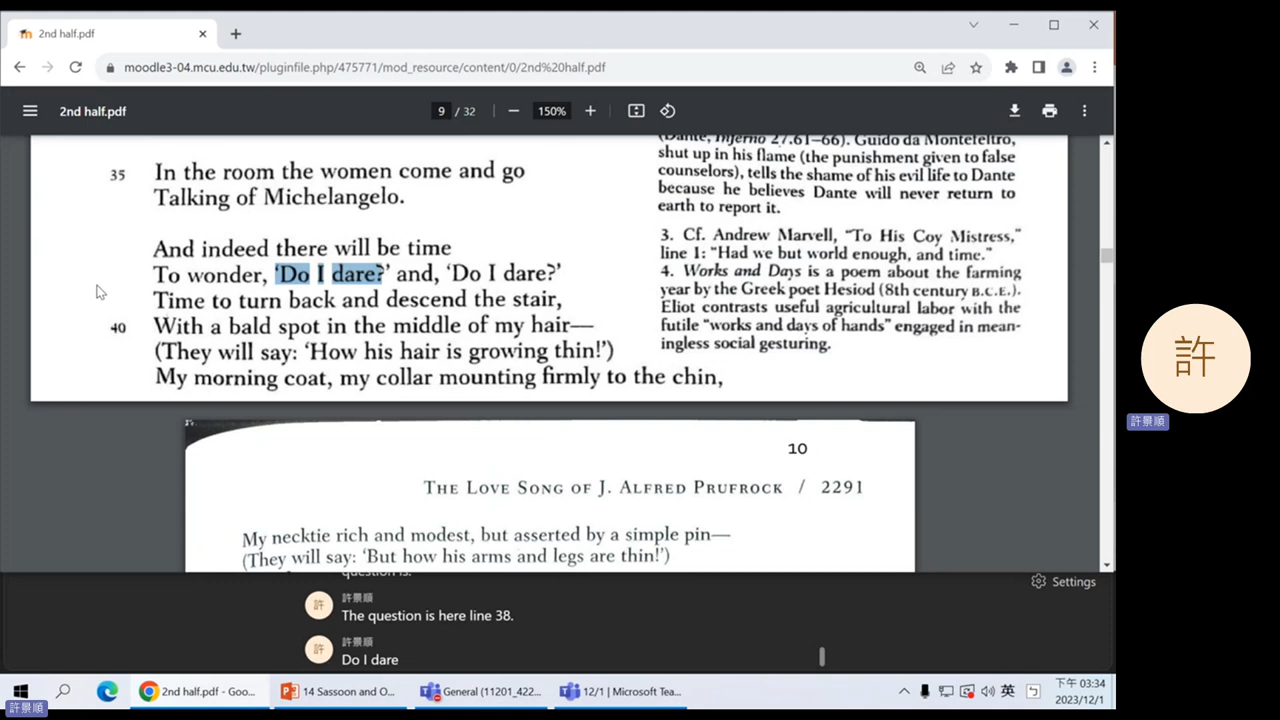 2nd half.pdf
moodle3-04.mcu.edu.tw/pluginfile.php/475771/mod_resource/content/0/2nd%20half.pdf
2nd half.pdf
9 / 32
150%
35 In the room the women come and go
Talking of Michelangelo.
And indeed there will be time
To wonder, ‘Do I dare?’ and, ‘Do I dare?’
Time to turn back and descend the stair,
40 With a bald spot in the middle of my hair—
(They will say: ‘How his hair is growing thin!’)
My morning coat, my collar mounting firmly to the chin,
(Dante, Inferno 27.61–66). Guido da Montefeltro,
shut up in his flame (the punishment given to false
counselors), tells the shame of his evil life to Dante
because he believes Dante will never return to
earth to report it.
3. Cf. Andrew Marvell, “To His Coy Mistress,”
line 1: “Had we but world enough, and time.”
4. Works and Days is a poem about the farming
year by the Greek poet Hesiod (8th century B.C.E.).
Eliot contrasts useful agricultural labor with the
futile “works and days of hands” engaged in mean-
ingless social gesturing.
10
THE LOVE SONG OF J. ALFRED PRUFROCK / 2291
My necktie rich and modest, but asserted by a simple pin—
(They will say: ‘But how his arms and legs are thin!’)
question is.
Settings
許 許景順
The question is here line 38.
許 許景順
Do I dare
許
許景順
2nd half.pdf - Goo...
14 Sassoon and O...
General (11201_422...
12/1 | Microsoft Tea...
英
下午 03:34
2023/12/1
許景順